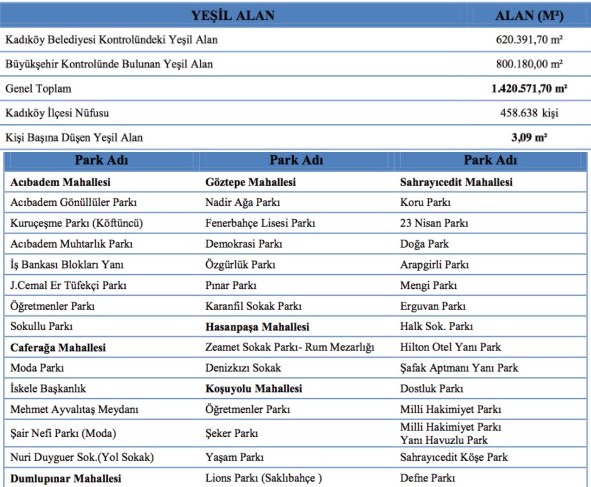 YEŞİL ALAN ALAN (M²)
Kadıköy Belediyesi Kontrolündeki Yeşil Alan 620.391,70 m²
Büyükşehir Kontrolünde Bulunan Yeşil Alan 800.180,00 m²
Genel Toplam 1.420.571,70 m²
Kadıköy İlçesi Nüfusu 458.638 kişi
Kişi Başına Düşen Yeşil Alan 3,09 m²
Park Adı Park Adı Park Adı
Acıbadem Mahallesi Göztepe Mahallesi Sahrayıcedit Mahallesi
Acıbadem Gönüllüler Parkı Nadir Ağa Parkı Koru Parkı
Kuruçeşme Parkı (Köftüncü) Fenerbahçe Lisesi Parkı 23 Nisan Parkı
Acıbadem Muhtarlık Parkı Demokrasi Parkı Doğa Park
İş Bankası Blokları Yanı Özgürlük Parkı Arapgirli Parkı
J.Cemal Er Tüfekçi Parkı Pınar Parkı Mengi Parkı
Öğretmenler Parkı Karanfil Sokak Parkı Erguvan Parkı
Sokullu Parkı Hasanpaşa Mahallesi Halk Sok. Parkı
Caferağa Mahallesi Zeamet Sokak Parkı- Rum Mezarlığı Hilton Otel Yanı Park
Moda Parkı Denizkızı Sokak Şafak Aptmanı Yanı Park
İskele Başkanlık Koşuyolu Mahallesi Dostluk Parkı
Mehmet Ayvalıtaş Meydanı Öğretmenler Parkı Milli Hakimiyet Parkı
Şair Nefi Parkı (Moda) Şeker Parkı Milli Hakimiyet Parkı
Yanı Havuzlu Park
Nuri Duyguer Sok.(Yol Sokak) Yaşam Parkı Sahrayıcedit Köşe Park
Dumlupınar Mahallesi Lions Parkı (Saklıbahçe ) Defne Parkı